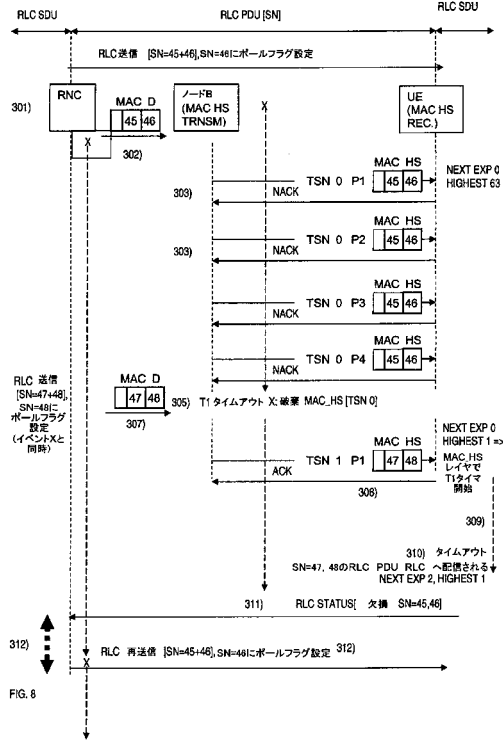 RLC SDU
RLC PDU [SN]
RLC SDU
RLC送信 [SN=45+46],SN=46にポールフラグ設定
301)
RNC
MAC D
45 46
302)
ノードB
(MAC HS
TRNSM)
X
UE
(MAC HS
REC.)
X
303)
TSN 0 P1
MAC HS
45 46
NACK
NEXT EXP 0
HIGHEST 63
303)
TSN 0 P2
MAC HS
45 46
NACK
TSN 0 P3
MAC HS
45 46
NACK
TSN 0 P4
MAC HS
45 46
NACK
RLC 送信
[SN=47+48],
SN=48に
ポールフラグ
設定
(イベントXと
同時)
MAC D
47 48
307)
305) T1 タイムアウト X: 破棄 MAC_HS [TSN 0]
TSN 1 P1
MAC HS
47 48
ACK
308)
NEXT EXP 0
HIGHEST 1 =>
MAC_HS
レイヤで
T1タイマ
開始
309)
310) タイムアウト
SN=47, 48のRLC PDU RLC へ配信される
NEXT EXP 2, HIGHEST 1
311)
RLC STATUS[ 欠損 SN=45,46]
312)
RLC 再送信 [SN=45+46], SN=46にポールフラグ設定 312)
X
FIG. 8